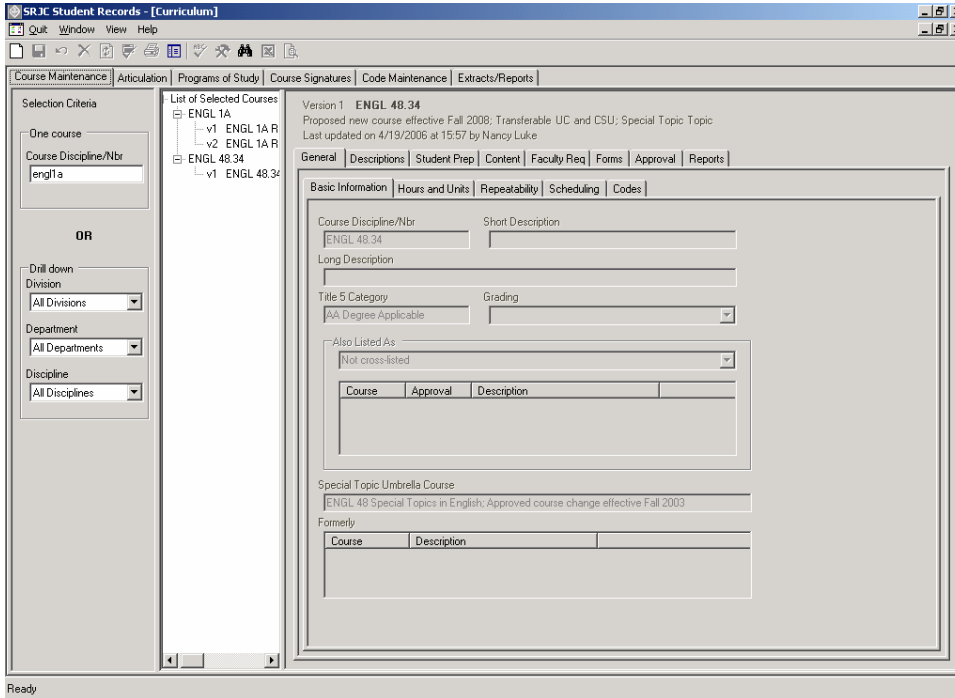 SRJC Student Records - [Curriculum]
Quit Window View Help
Course Maintenance Articulation Programs of Study Course Signatures Code Maintenance Extracts/Reports
Selection Criteria
One course
Course Discipline/Nbr
engl1a
OR
Drill down
Division
All Divisions
Department
All Departments
Discipline
All Disciplines
List of Selected Courses
ENGL 1A
v1 ENGL 1A R
v2 ENGL 1A R
ENGL 48.34
v1 ENGL 48.34
Version 1 ENGL 48.34
Proposed new course effective Fall 2008; Transferable UC and CSU; Special Topic Topic
Last updated on 4/19/2006 at 15:57 by Nancy Luke
General Descriptions Student Prep Content Faculty Req Forms Approval Reports
Basic Information Hours and Units Repeatability Scheduling Codes
Course Discipline/Nbr Short Description
ENGL 48.34
Long Description
Title 5 Category Grading
AA Degree Applicable
Also Listed As
Not cross-listed
Course Approval Description
Special Topic Umbrella Course
ENGL 48 Special Topics in English; Approved course change effective Fall 2003
Formerly
Course Description
Ready